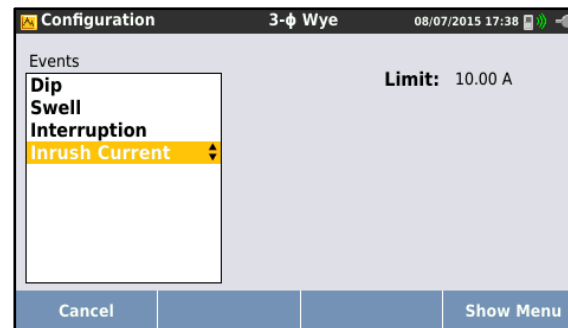 Configuration 3-ϕ Wye 08/07/2015 17:38
Events
Limit: 10.00 A
Dip
Swell
Interruption
Inrush Current
Cancel Show Menu